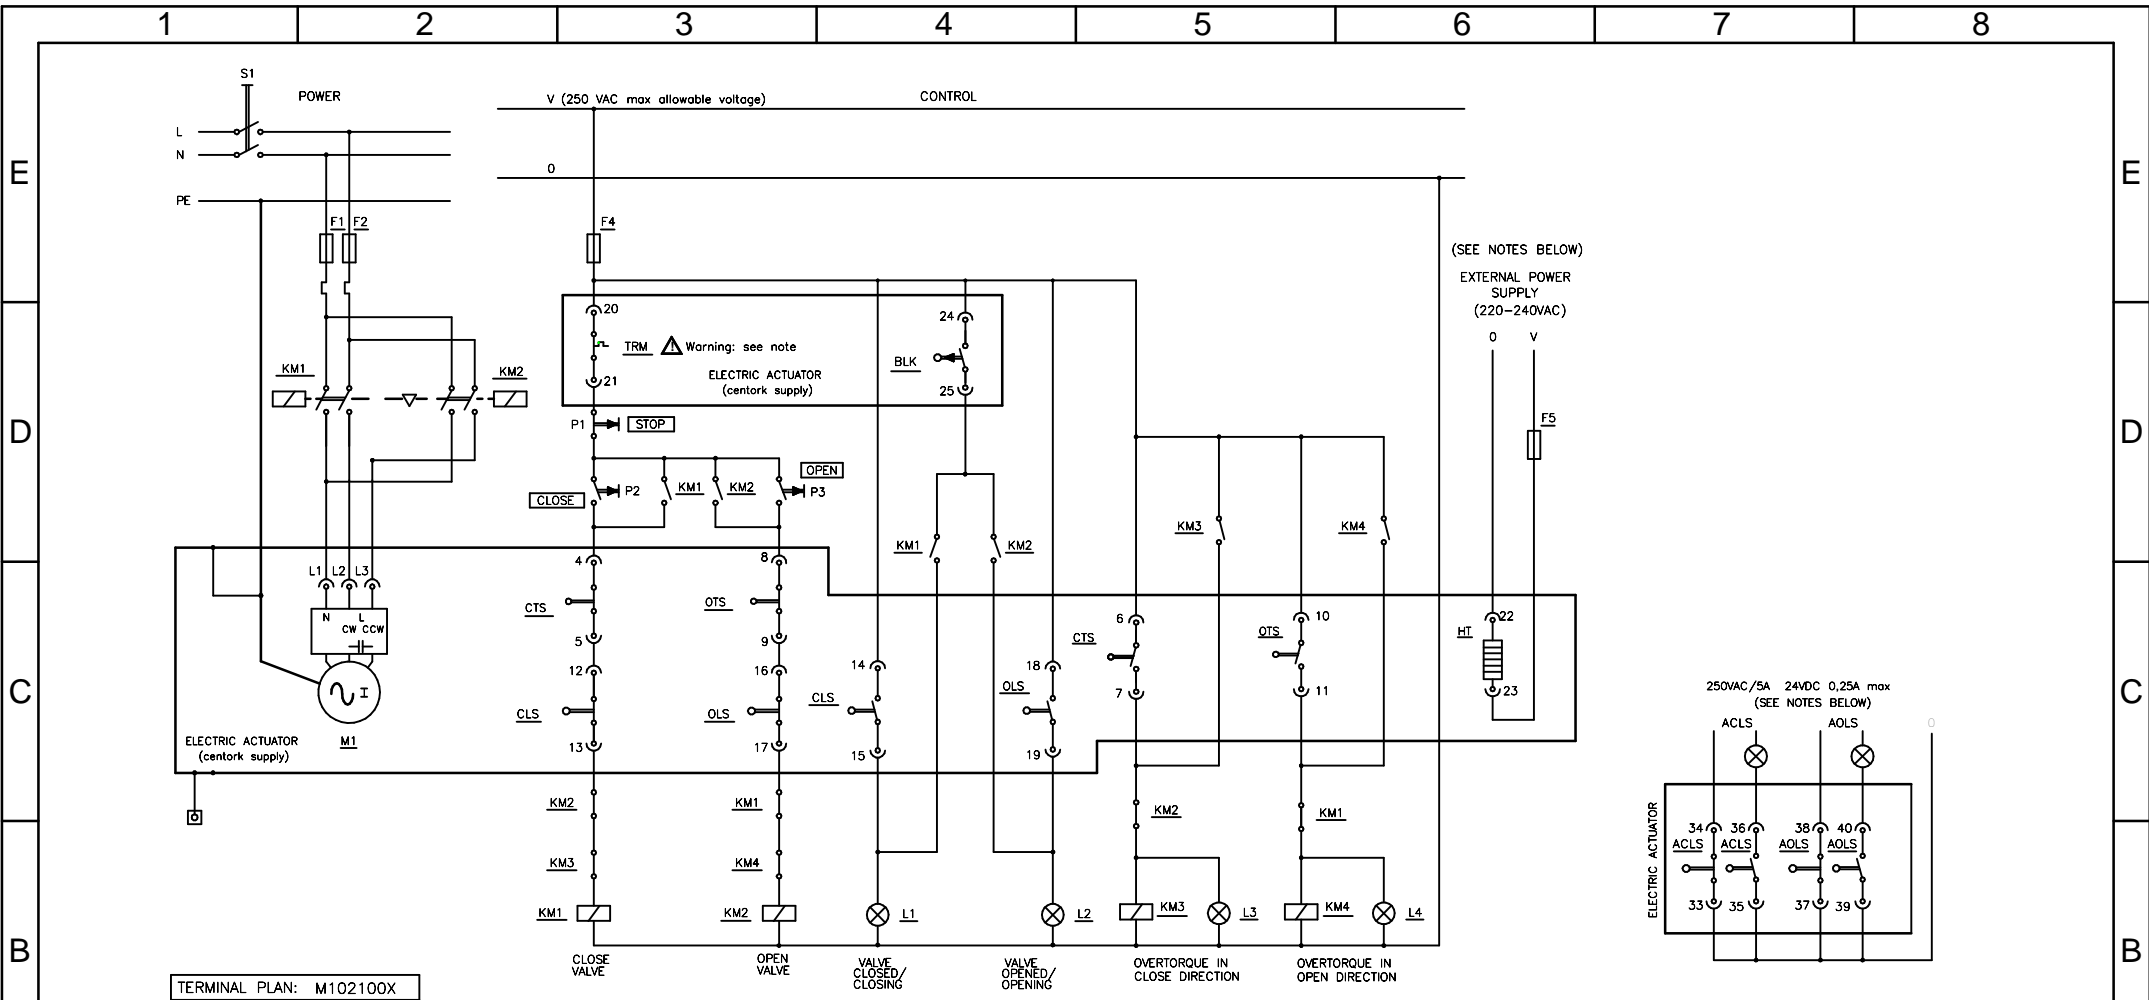 1 2 3 4 5 6 7 8
E E
D D
C C
B B
S1
POWER
L
N
PE
F1 F2
KM1
KM2
L1 L2 L3
N L
CW CCW
I
M1
ELECTRIC ACTUATOR
(centork supply)
V (250 VAC max allowable voltage)
CONTROL
0
F4
20
TRM
Warning: see note
21
ELECTRIC ACTUATOR
(centork supply)
24
BLK
25
P1
STOP
OPEN
CLOSE
P2
KM1
KM2
P3
4
8
CTS
OTS
5
9
12
16
CLS
OLS
13
17
KM2
KM1
KM3
KM4
KM1
KM2
CLOSE
VALVE
OPEN
VALVE
KM1
KM2
14
18
CLS
OLS
15
19
L1
L2
VALVE
CLOSED/
CLOSING
VALVE
OPENED/
OPENING
KM3
KM4
6
10
CTS
OTS
7
11
KM2
KM1
KM3
L3
KM4
L4
OVERTORQUE IN
CLOSE DIRECTION
OVERTORQUE IN
OPEN DIRECTION
(SEE NOTES BELOW)
EXTERNAL POWER
SUPPLY
(220-240VAC)
0 V
F5
22
HT
23
250VAC/5A 24VDC 0,25A max
(SEE NOTES BELOW)
ACLS AOLS 0
ELECTRIC ACTUATOR
34 36 38 40
ACLS ACLS AOLS AOLS
33 35 37 39
TERMINAL PLAN: M102100X